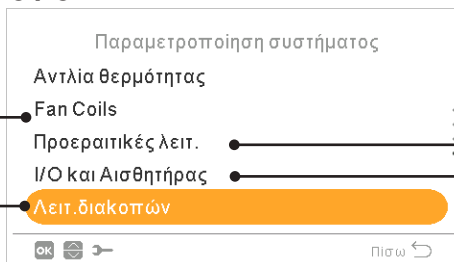 Παραμετροποίηση συστήματος
Αντλία θερμότητας
Fan Coils
Προεραιτικές λειτ.
I/O και Αισθητήρας
Λειτ.διακοπών
OK Πίσω